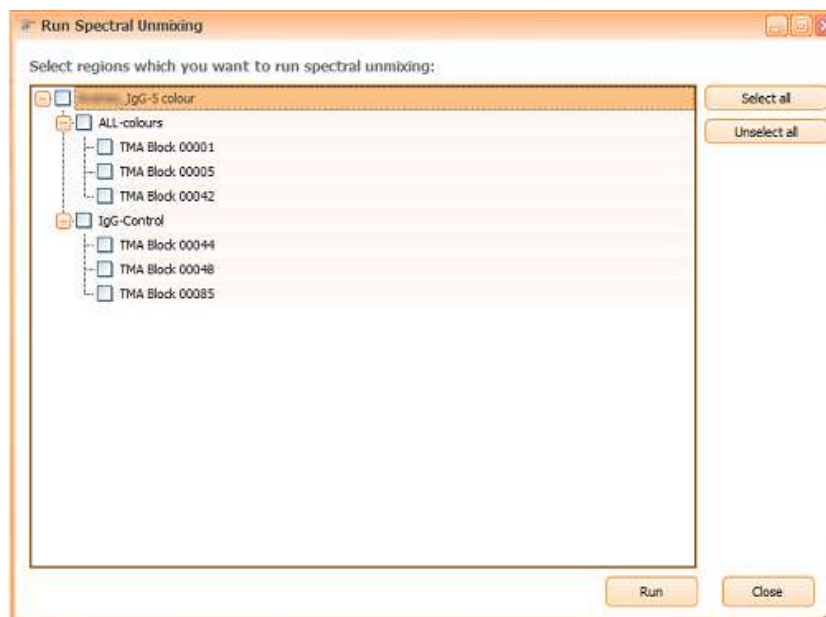 Run Spectral Unmixing
Select regions which you want to run spectral unmixing:
_IgG-5 colour
Select all
ALL-colours
Unselect all
TMA Block 00001
TMA Block 00005
TMA Block 00042
IgG-Control
TMA Block 00044
TMA Block 00048
TMA Block 00085
Run
Close